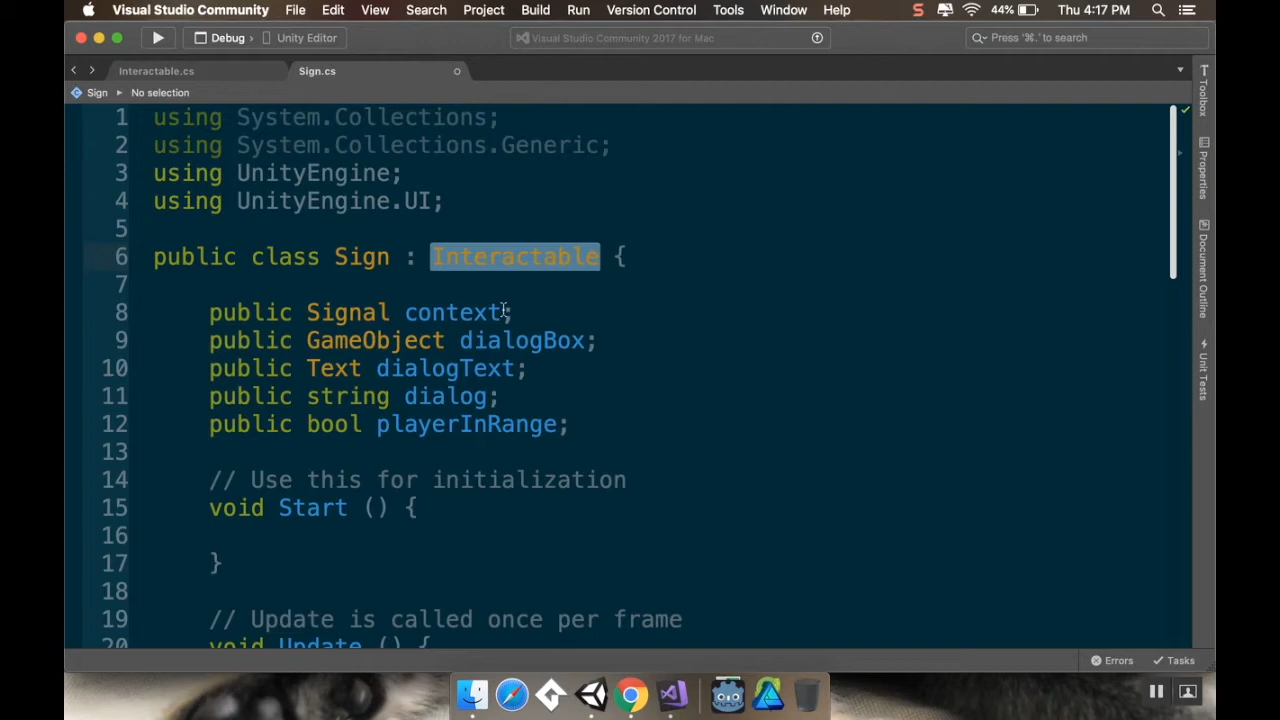 Visual Studio Community File Edit View Search Project Build Run Version Control Tools Window Help S 44% Thu 4:17 PM
Debug Unity Editor Visual Studio Community 2017 for Mac Press '⌘.' to search
Interactable.cs Sign.cs
Sign No selection
1 using System.Collections;
2 using System.Collections.Generic;
3 using UnityEngine;
4 using UnityEngine.UI;
5
6 public class Sign : Interactable {
7
8 public Signal context;
9 public GameObject dialogBox;
10 public Text dialogText;
11 public string dialog;
12 public bool playerInRange;
13
14 // Use this for initialization
15 void Start () {
16
17 }
18
19 // Update is called once per frame
20 void Update () {
Toolbox
Properties
Document Outline
Unit Tests
Errors Tasks